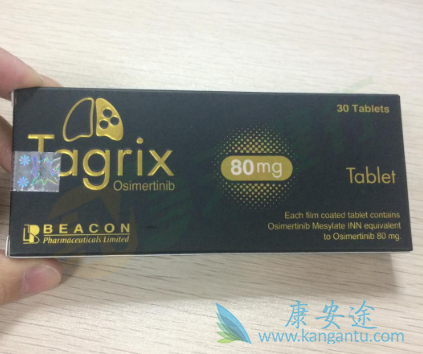 30 Tablets
Tagrix
Osimertinib
80mg
Tablet
BEACON
Pharmaceuticals Limited
Each film coated tablet contains
Osimertinib Mesylate INN equivalent
to Osimertinib 80 mg.
康安途
www.kangantu.com